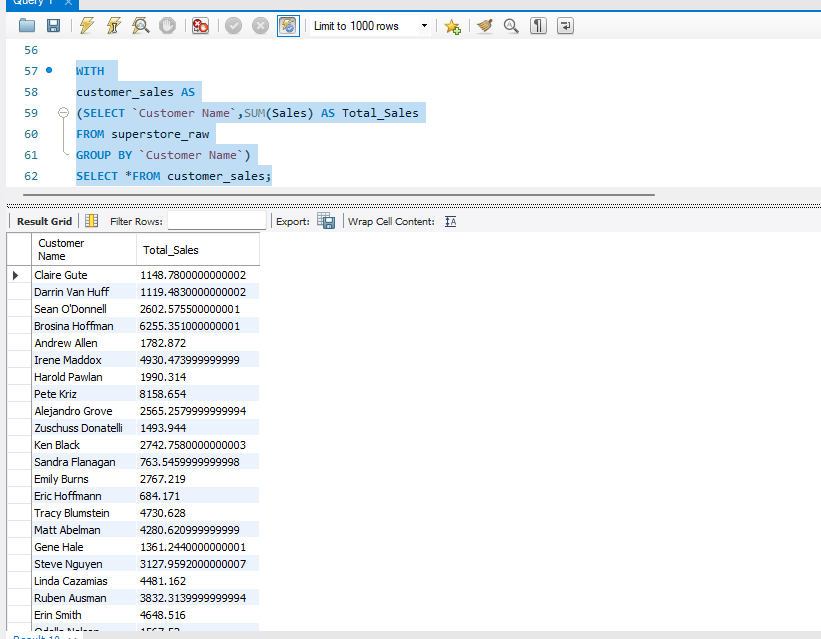 Query 1
Limit to 1000 rows
56
57 WITH
58 customer_sales AS
59 (SELECT `Customer Name`,SUM(Sales) AS Total_Sales
60 FROM superstore_raw
61 GROUP BY `Customer Name`)
62 SELECT *FROM customer_sales;
Result Grid Filter Rows: Export: Wrap Cell Content:
Customer Name Total_Sales
Claire Gute 1148.7800000000002
Darrin Van Huff 1119.4830000000002
Sean O'Donnell 2602.575500000001
Brosina Hoffman 6255.351000000001
Andrew Allen 1782.872
Irene Maddox 4930.473999999999
Harold Pawlan 1990.314
Pete Kriz 8158.654
Alejandro Grove 2565.2579999999994
Zuschuss Donatelli 1493.944
Ken Black 2742.7580000000003
Sandra Flanagan 763.5459999999998
Emily Burns 2767.219
Eric Hoffmann 684.171
Tracy Blumstein 4730.628
Matt Abelman 4280.620999999999
Gene Hale 1361.2440000000001
Steve Nguyen 3127.9592000000007
Linda Cazamias 4481.162
Ruben Ausman 3832.3139999999994
Erin Smith 4648.516